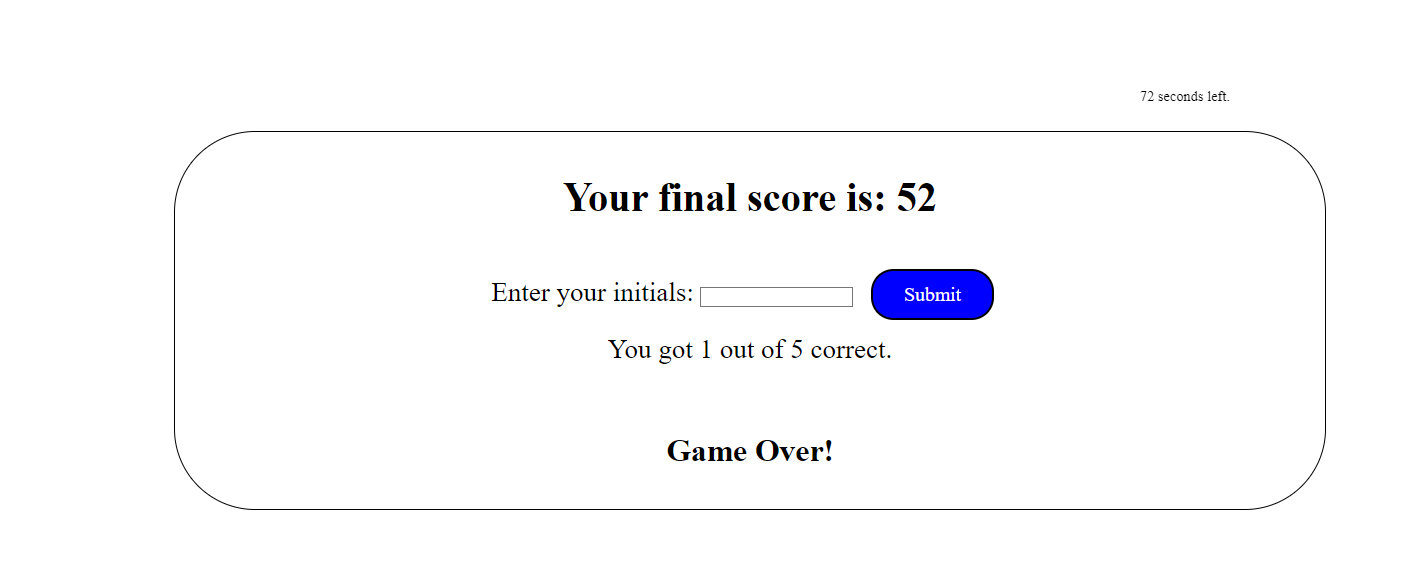 72 seconds left.
Your final score is: 52
Enter your initials: Submit
You got 1 out of 5 correct.
Game Over!